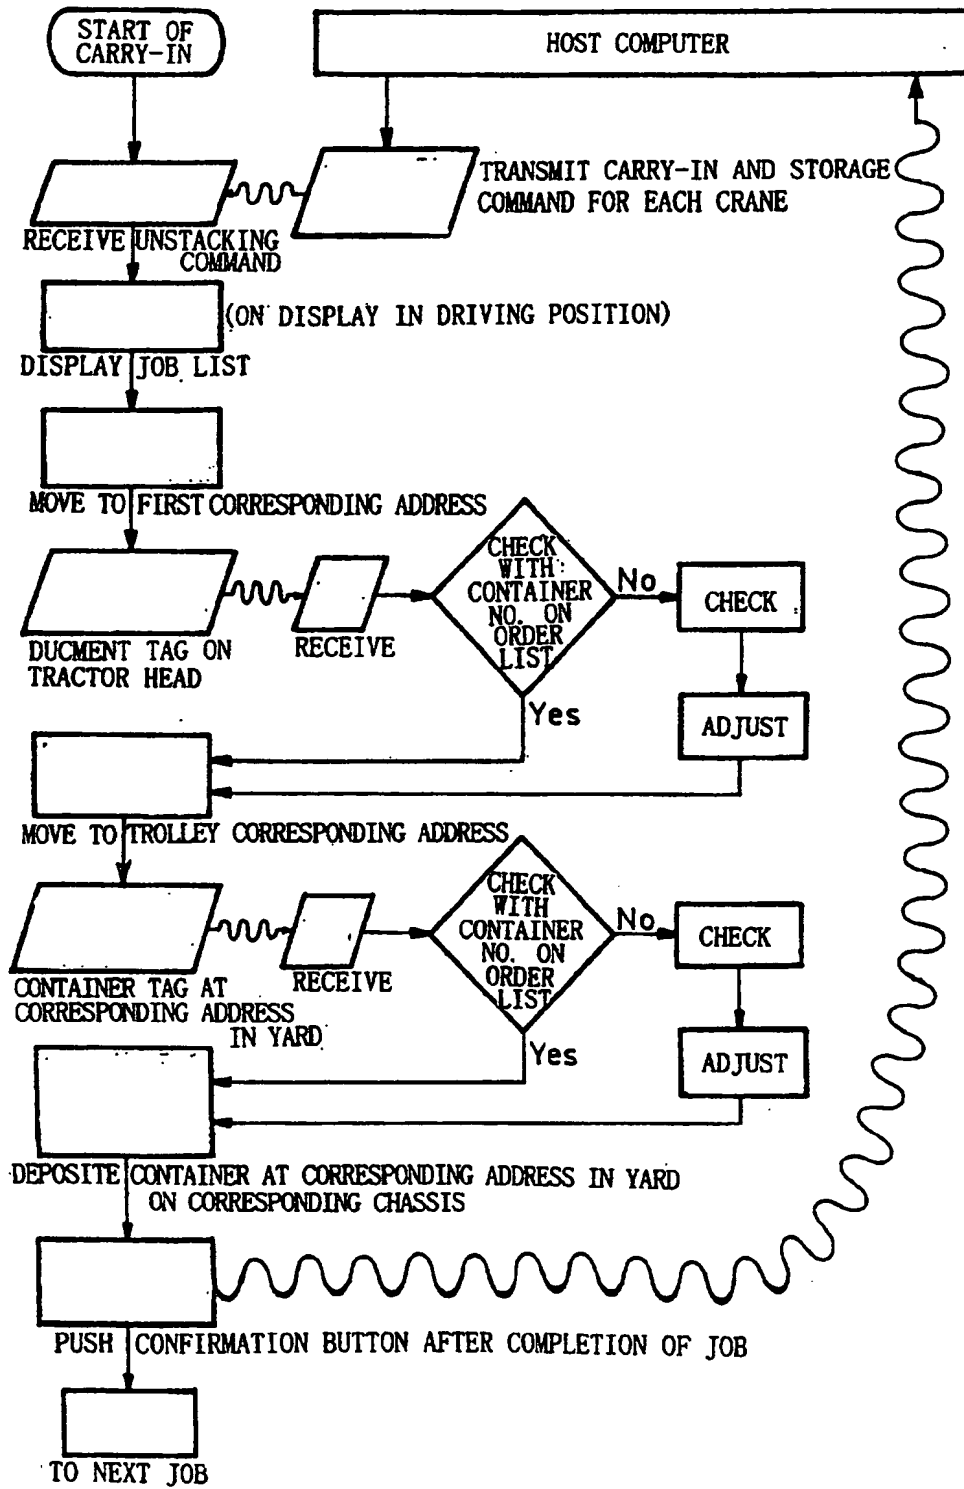 START OF
CARRY-IN
HOST COMPUTER
TRANSMIT CARRY-IN AND STORAGE
COMMAND FOR EACH CRANE
RECEIVE UNSTACKING
COMMAND
(ON DISPLAY IN DRIVING POSITION)
DISPLAY JOB LIST
MOVE TO FIRST CORRESPONDING ADDRESS
CHECK
WITH
CONTAINER
NO. ON
ORDER
LIST
No
CHECK
DUCMENT TAG ON
TRACTOR HEAD
RECEIVE
Yes
ADJUST
MOVE TO TROLLEY CORRESPONDING ADDRESS
CHECK
WITH
CONTAINER
NO. ON
ORDER
LIST
No
CHECK
CONTAINER TAG AT
CORRESPONDING ADDRESS
IN YARD
RECEIVE
Yes
ADJUST
DEPOSITE CONTAINER AT CORRESPONDING ADDRESS IN YARD
ON CORRESPONDING CHASSIS
PUSH CONFIRMATION BUTTON AFTER COMPLETION OF JOB
TO NEXT JOB